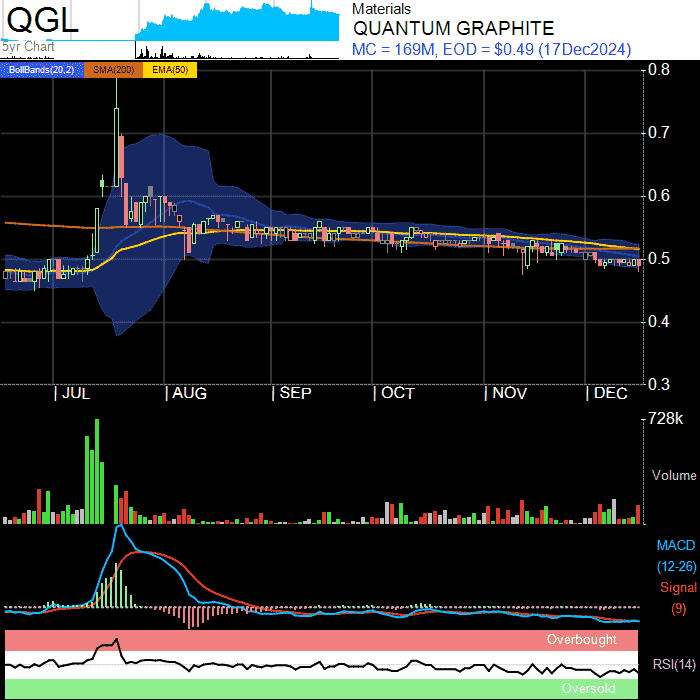 QGL
5yr Chart
Materials
QUANTUM GRAPHITE
MC = 169M, EOD = $0.49 (17Dec2024)
BollBands(20,2) SMA(200) EMA(50)
0.8
0.7
0.6
0.5
0.4
0.3
JUL AUG SEP OCT NOV DEC
728k
Volume
MACD
(12-26)
Signal
(9)
Overbought
RSI(14)
Oversold